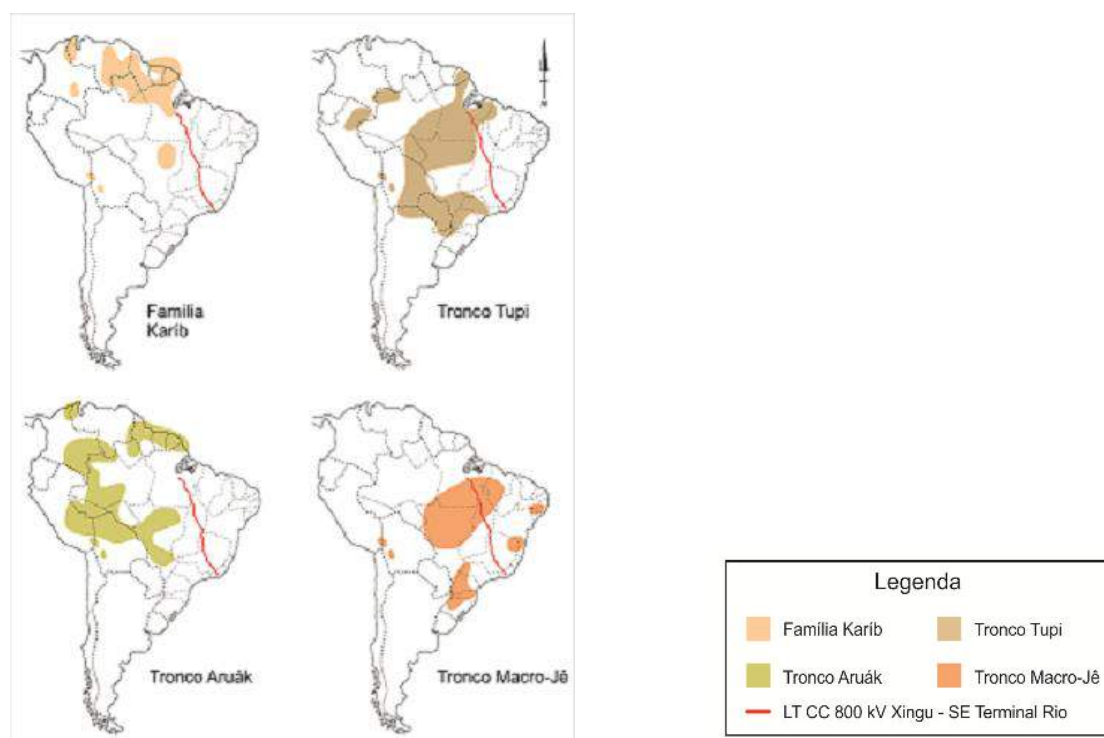 Família
Karíb
Tronco Tupi
Tronco Aruák
Tronco Macro-Jê
Legenda
Família Karíb
Tronco Tupi
Tronco Aruák
Tronco Macro-Jê
LT CC 800 kV Xingu - SE Terminal Rio